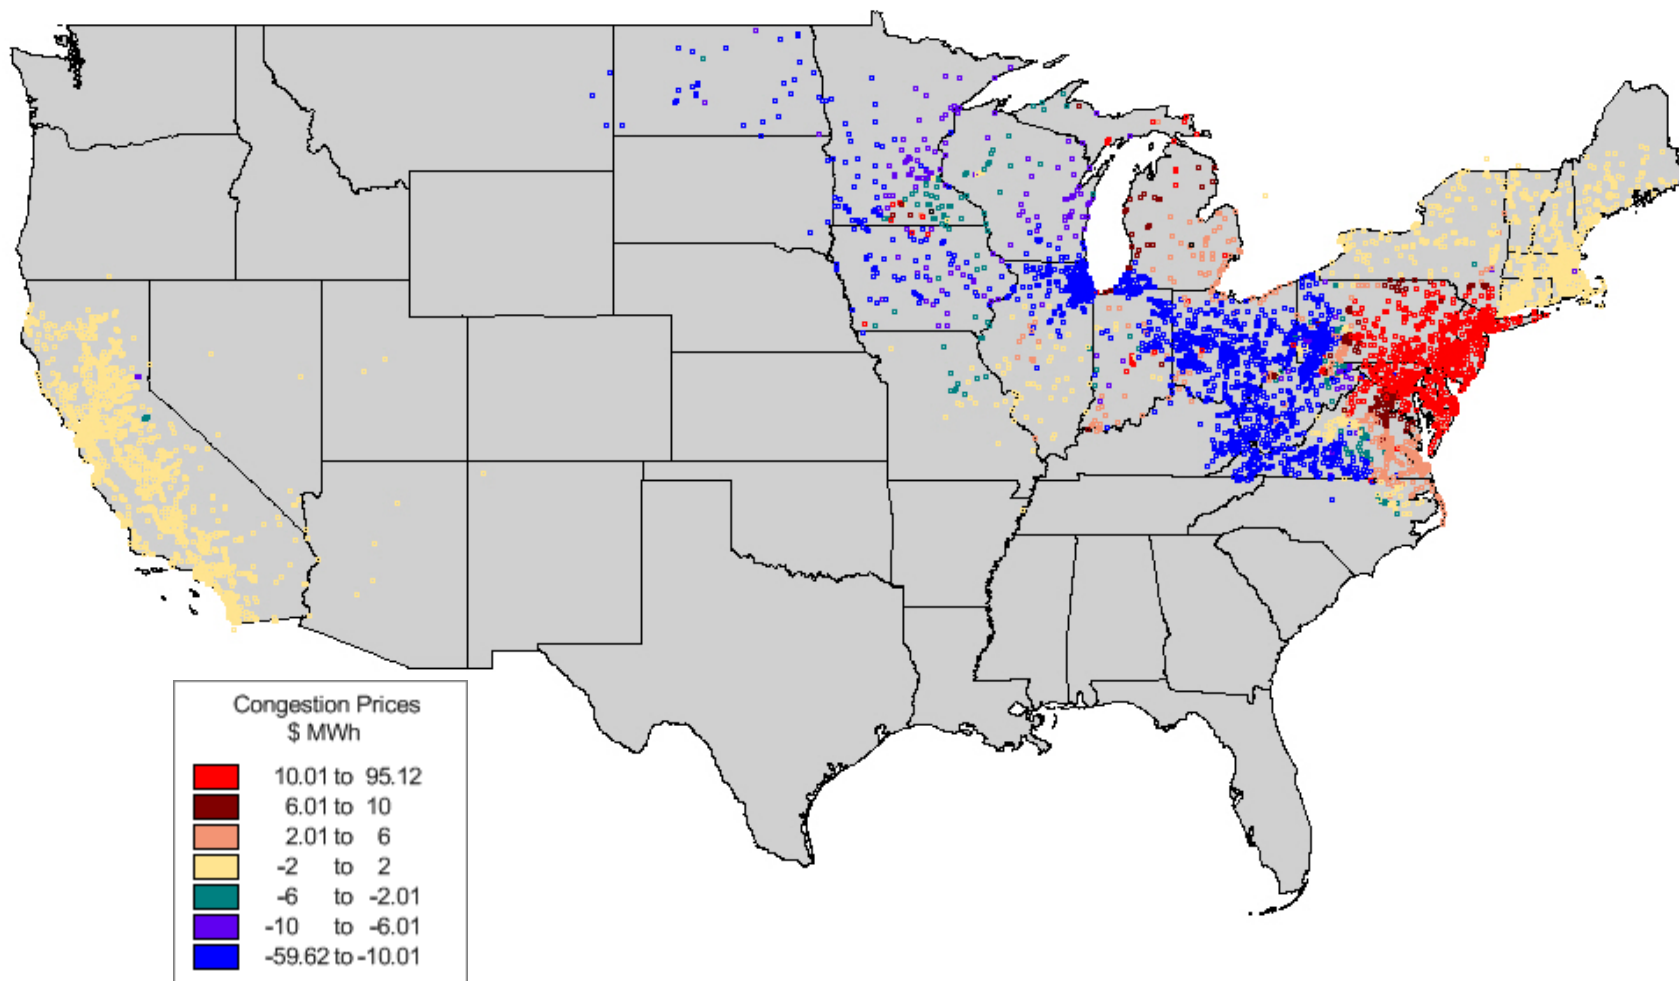 Congestion Prices
$ MWh
10.01 to 95.12
6.01 to 10
2.01 to 6
-2 to 2
-6 to -2.01
-10 to -6.01
-59.62 to -10.01